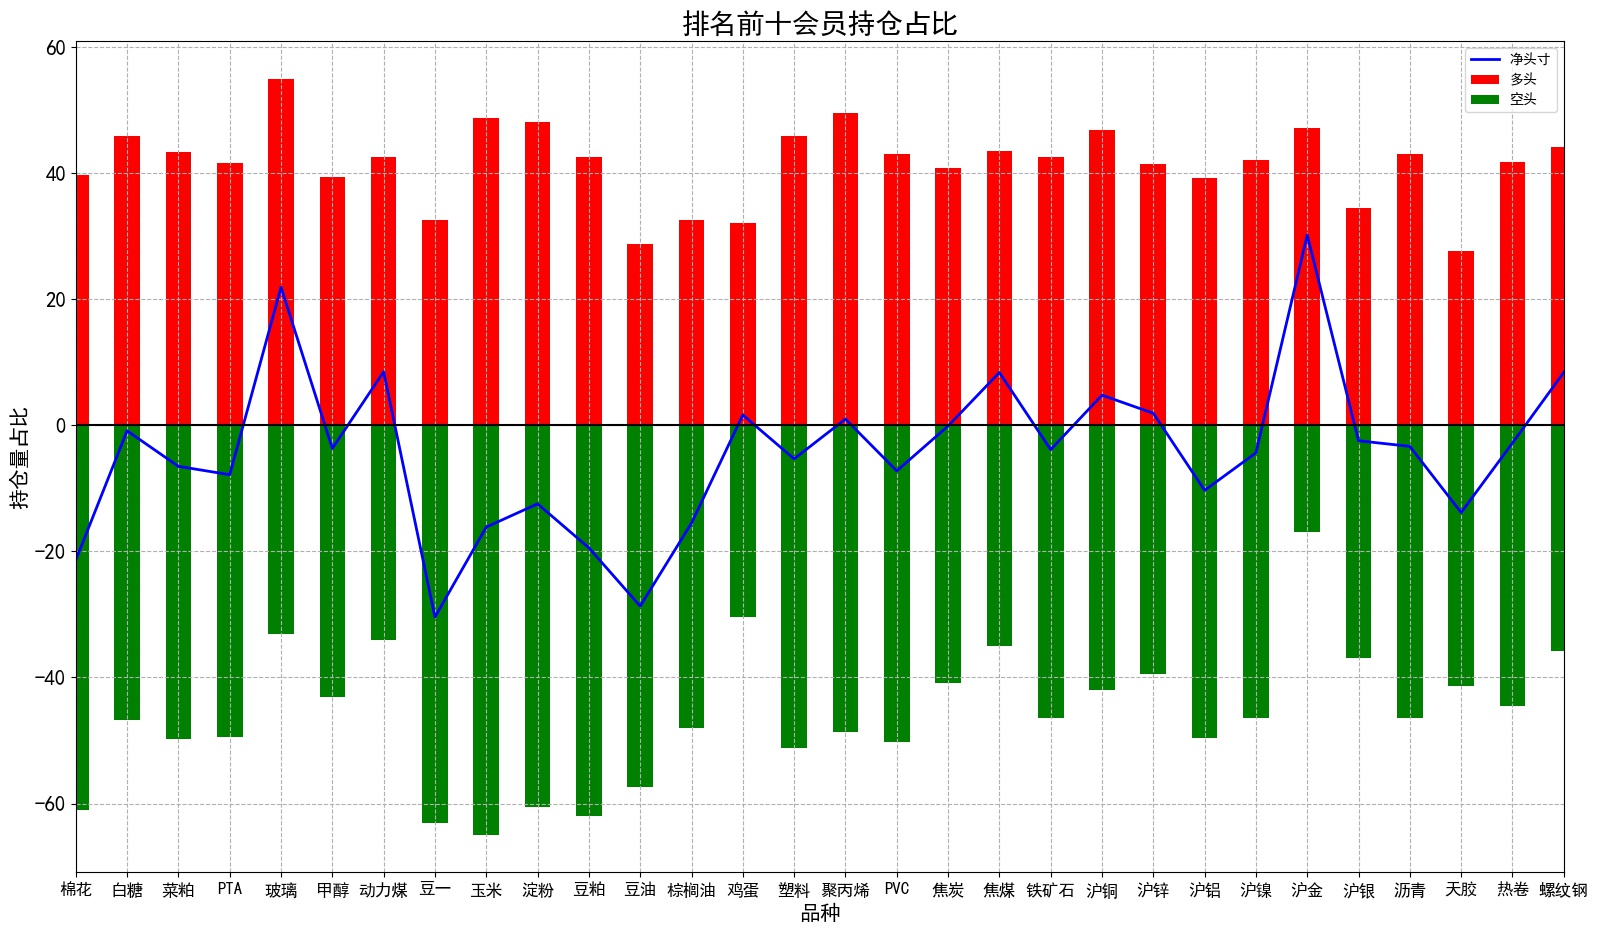 排名前十会员持仓占比
净头寸
多头
空头
60
40
20
0
−20
−40
−60
持仓量占比
棉花 白糖 菜粕 PTA 玻璃 甲醇 动力煤 豆一 玉米 淀粉 豆粕 豆油 棕榈油 鸡蛋 塑料 聚丙烯 PVC 焦炭 焦煤 铁矿石 沪铜 沪锌 沪铝 沪镍 沪金 沪银 沥青 天胶 热卷 螺纹钢
品种